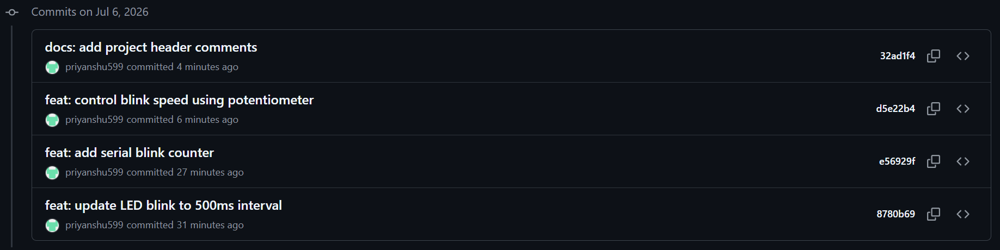 Commits on Jul 6, 2026
docs: add project header comments
priyanshu599 committed 4 minutes ago
32ad1f4
feat: control blink speed using potentiometer
priyanshu599 committed 6 minutes ago
d5e22b4
feat: add serial blink counter
priyanshu599 committed 27 minutes ago
e56929f
feat: update LED blink to 500ms interval
priyanshu599 committed 31 minutes ago
8780b69